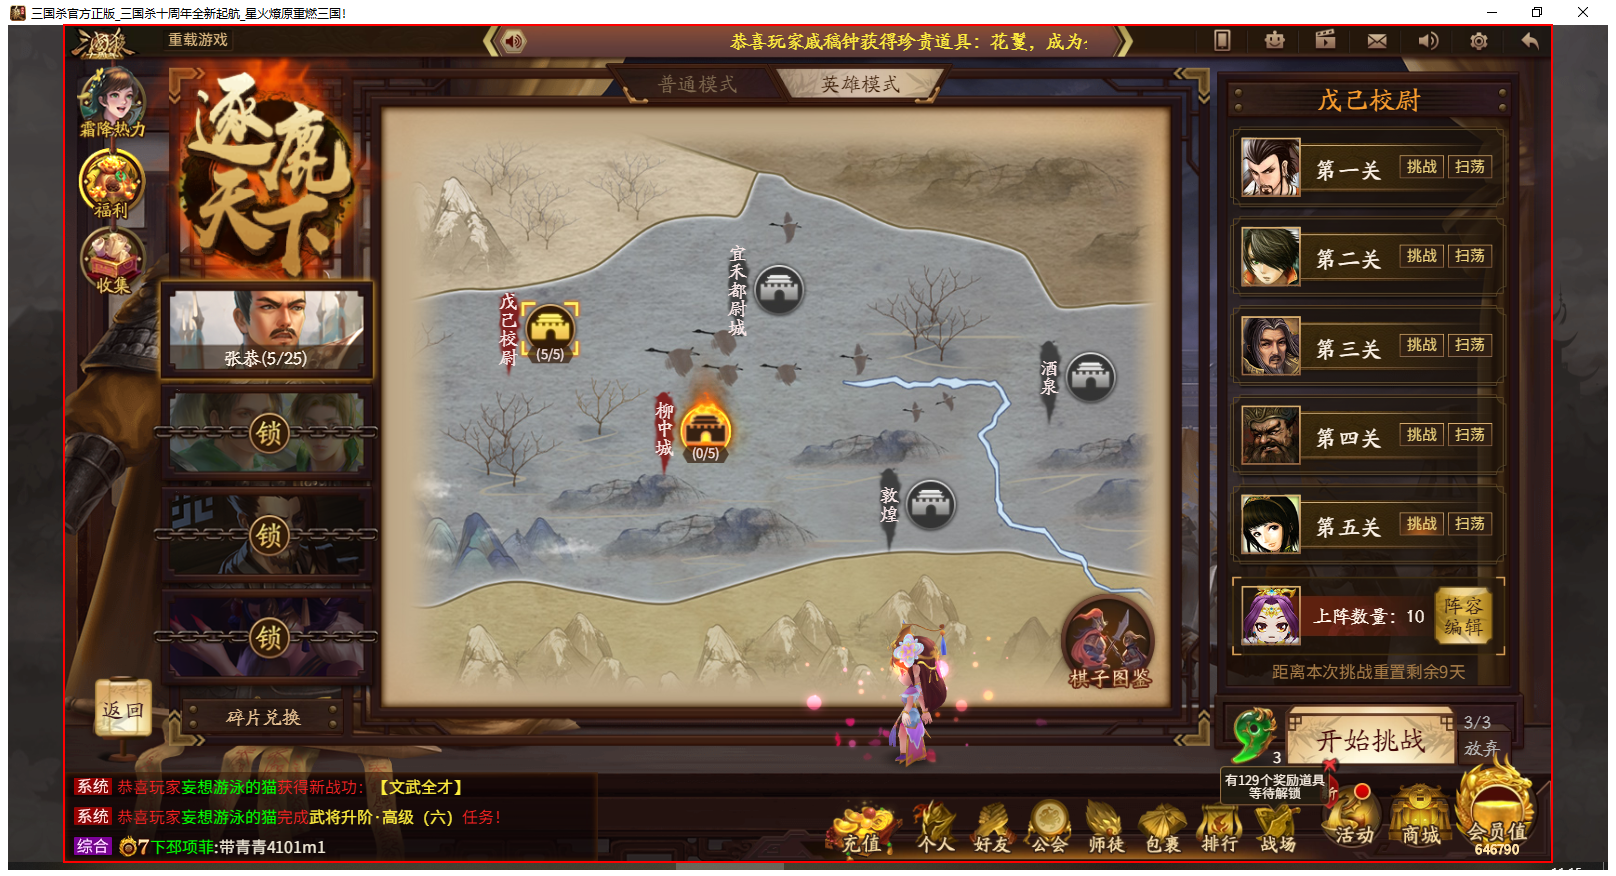 三国杀官方正版_三国杀十周年全新起航_星火燎原重燃三国!
三国杀
重载游戏
恭喜玩家戚稿钟获得珍贵道具：花鬘，成为
普通模式
英雄模式
霜降热力
福利
收集
逐鹿天下
张恭(5/25)
锁
锁
锁
返回
碎片兑换
宜禾都尉城
戊己校尉
(5/5)
酒泉
柳中城
(0/5)
敦煌
棋子图鉴
戊己校尉
第一关 挑战 扫荡
第二关 挑战 扫荡
第三关 挑战 扫荡
第四关 挑战 扫荡
第五关 挑战 扫荡
上阵数量：10
阵容编辑
距离本次挑战重置剩余9天
3
开始挑战
3/3
放弃
有129个奖励道具
等待解锁
系统 恭喜玩家妄想游泳的猫获得新战功：【文武全才】
系统 恭喜玩家妄想游泳的猫完成武将升阶·高级（六）任务！
综合 7下邳项菲:带青青4101m1
充值
个人
好友
公会
师徒
包裹
排行
战场
活动
商城
会员值
646790